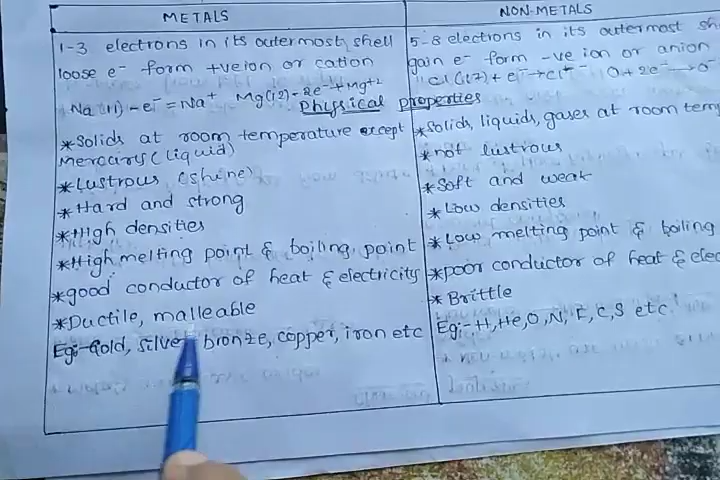 METALS
NON-METALS
1-3 electrons in its outermost shell
loose e⁻ form +veion or cation
Na(11)-e⁻=Na⁺ Mg(12)-2e⁻→Mg⁺²
5-8 electrons in its outermost sh
gain e⁻ form -ve ion or anion
Cl(17)+e⁻→Cl⁻ O+2e⁻→O⁻
Physical properties
*Solids at room temperature except
Mercury(liquid)
*Lustrous (shine)
*Hard and strong
*High densities
*High melting point & boiling point
*good conductor of heat & electricity
*Ductile, malleable
Eg:-Gold, silver bronze, copper, iron etc
*Solids, liquids, gases at room tem
*not lustrous
*Soft and weak
*Low densities
*Low melting point & boiling
*poor conductor of heat & elec
*Brittle
Eg:-H, He, O, N, F, C, S etc.